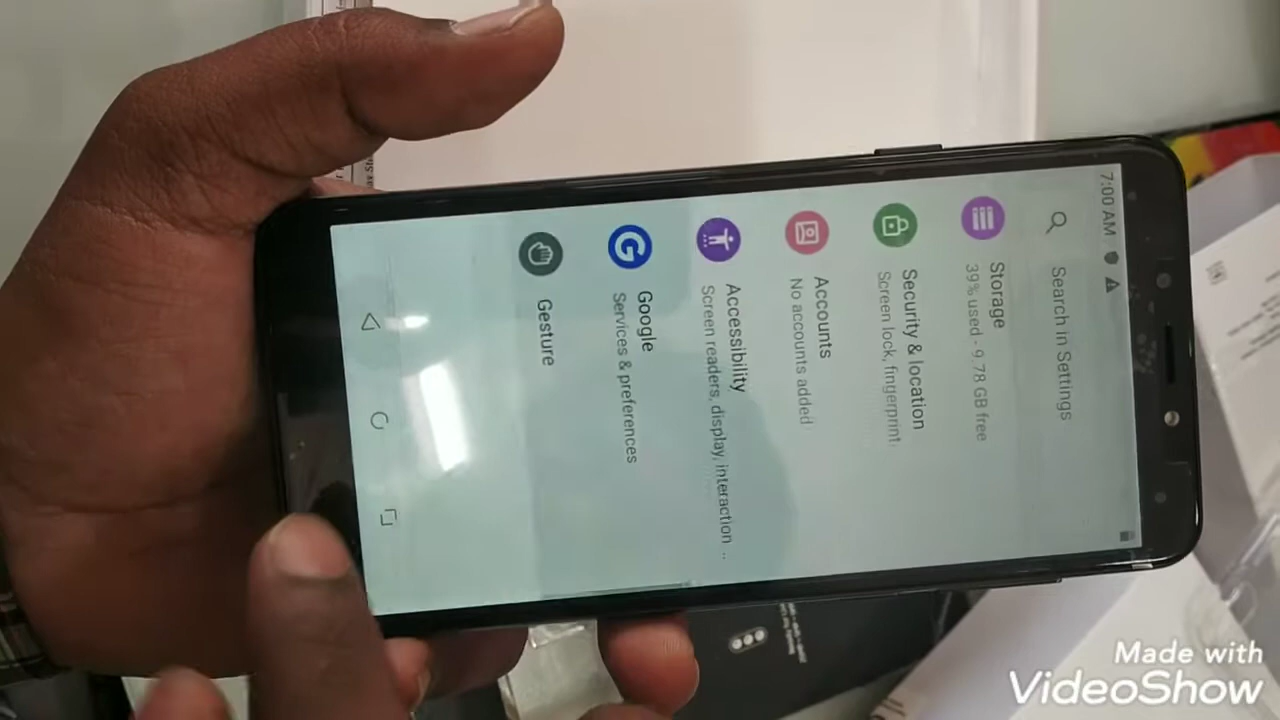 7:00 AM
Search in Settings
Storage
39% used - 9.78 GB free
Security & location
Screen lock, fingerprint
Accounts
No accounts added
Accessibility
Screen readers, display, interaction ..
Google
Services & preferences
Gesture
Made with
VideoShow